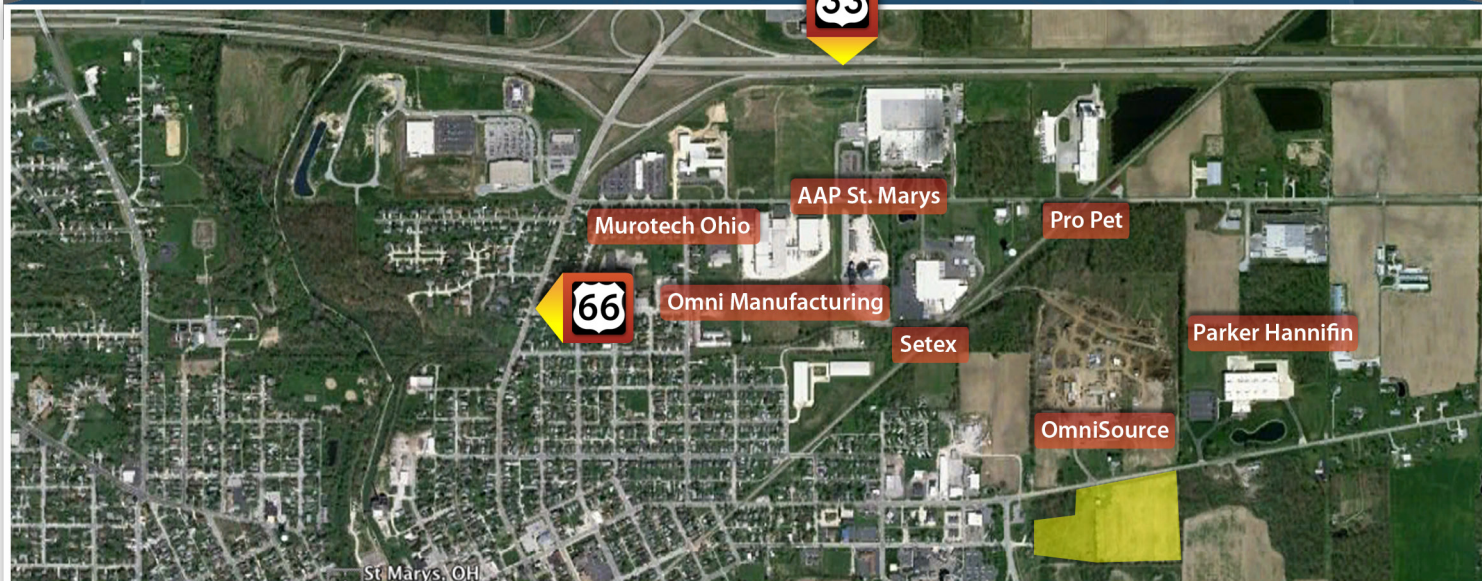 33
AAP St. Marys
Murotech Ohio
Pro Pet
66
Omni Manufacturing
Setex
Parker Hannifin
OmniSource
St Marys, OH